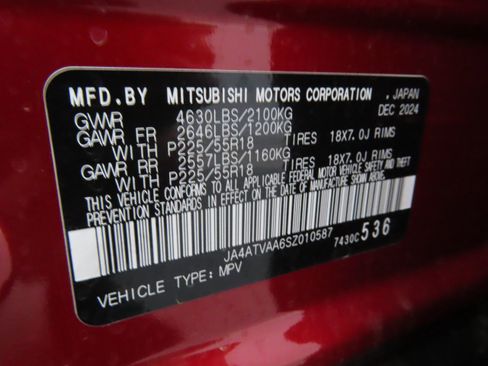 MFD.BY MITSUBISHI MOTORS CORPORATION . JAPAN
DEC 2024
GVWR 4630LBS/2100KG
GAWR FR 2646LBS/1200KG
WITH P225/55R18 TIRES 18X7.0J RIMS
GAWR RR 2557LBS/1160KG
WITH P225/55R18 TIRES 18X7.0J RIMS
THIS VEHICLE CONFORMS TO ALL APPLICABLE FEDERAL MOTOR VEHICLE SAFETY, BUMPER AND THEFT
PREVENTION STANDARDS IN EFFECT ON THE DATE OF MANUFACTURE SHOWN ABOVE.
JA4ATVAA6SZ010587 7430C 536
VEHICLE TYPE: MPV